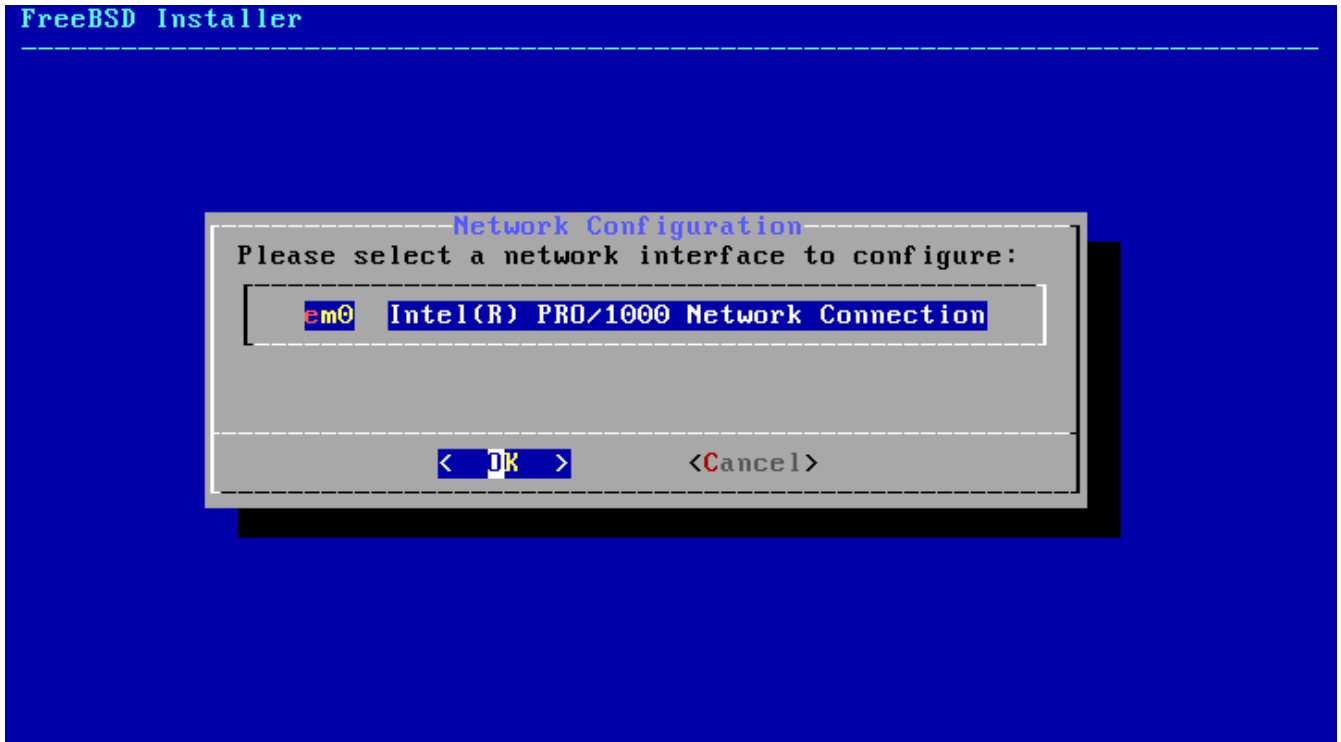 FreeBSD Installer
Network Configuration
Please select a network interface to configure:
em0 Intel(R) PRO/1000 Network Connection
< OK > <Cancel>